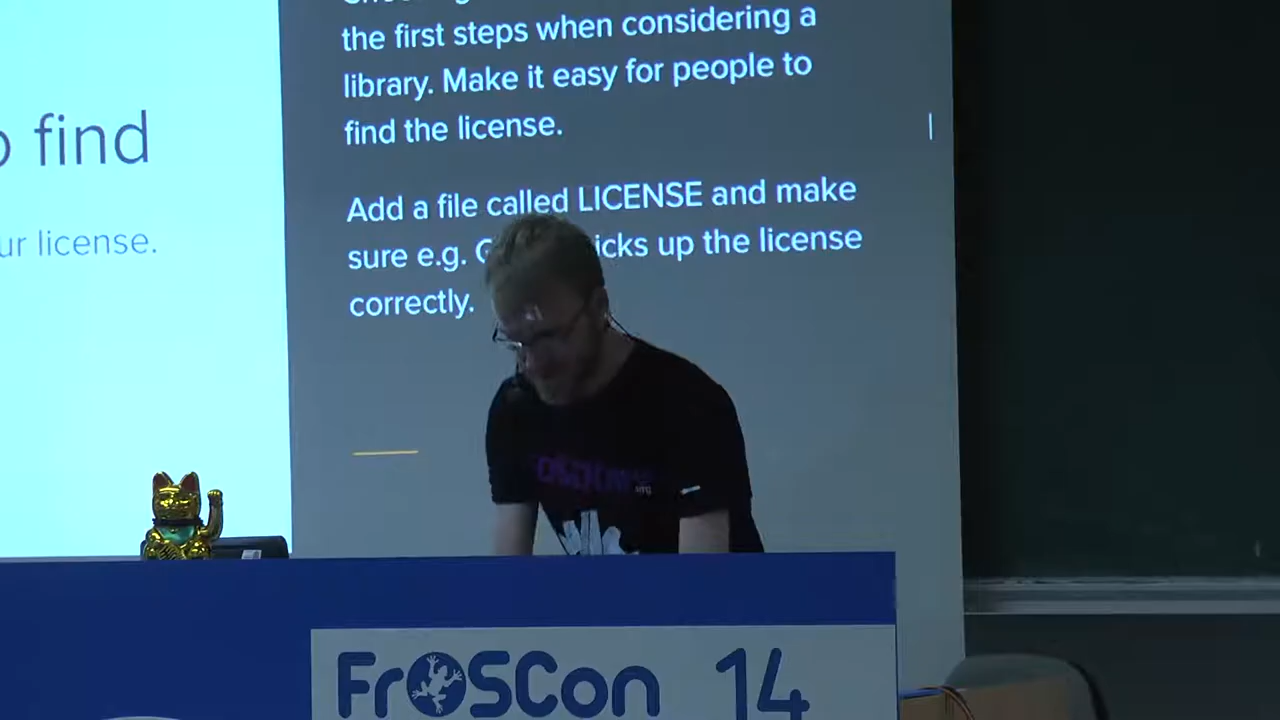 find
ur license.
the first steps when considering a
library. Make it easy for people to
find the license.
Add a file called LICENSE and make
sure e.g. icks up the license
correctly.
FrOSCon 14